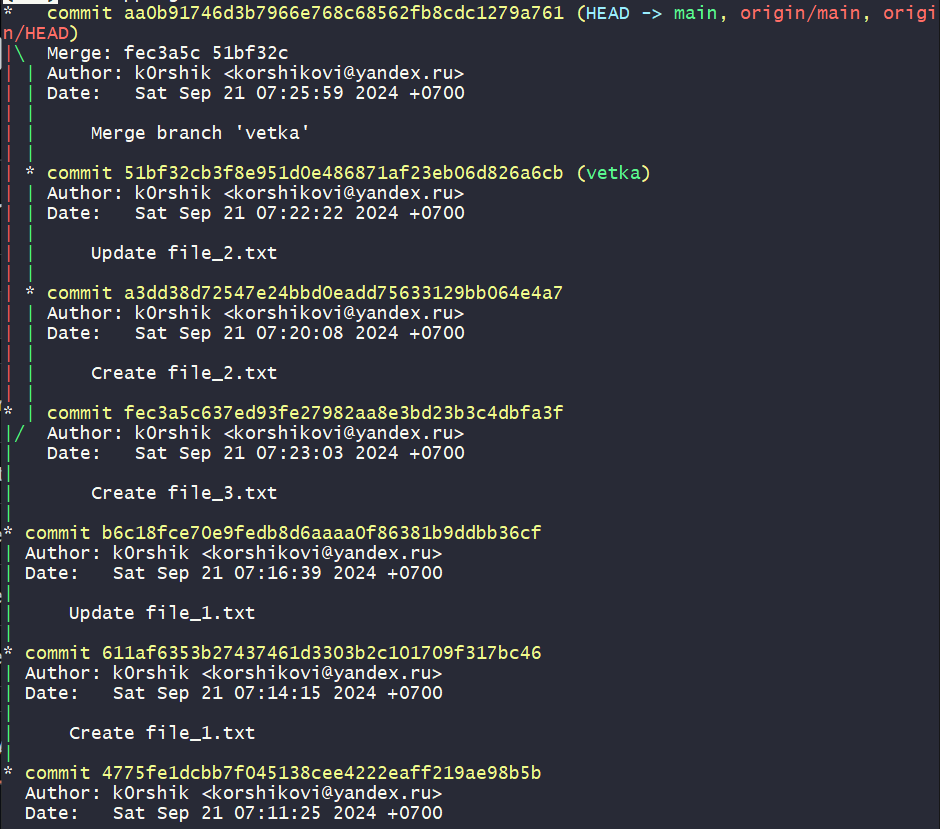 * commit aa0b91746d3b7966e768c68562fb8cdc1279a761 (HEAD -> main, origin/main, origi
n/HEAD)
|\ Merge: fec3a5c 51bf32c
| | Author: k0rshik <korshikovi@yandex.ru>
| | Date: Sat Sep 21 07:25:59 2024 +0700
| |
| | Merge branch 'vetka'
| |
| * commit 51bf32cb3f8e951d0e486871af23eb06d826a6cb (vetka)
| | Author: k0rshik <korshikovi@yandex.ru>
| | Date: Sat Sep 21 07:22:22 2024 +0700
| |
| | Update file_2.txt
| |
| * commit a3dd38d72547e24bbd0eadd75633129bb064e4a7
| | Author: k0rshik <korshikovi@yandex.ru>
| | Date: Sat Sep 21 07:20:08 2024 +0700
| |
| | Create file_2.txt
| |
* | commit fec3a5c637ed93fe27982aa8e3bd23b3c4dbfa3f
|/ Author: k0rshik <korshikovi@yandex.ru>
| Date: Sat Sep 21 07:23:03 2024 +0700
|
| Create file_3.txt
|
* commit b6c18fce70e9fedb8d6aaaa0f86381b9ddbb36cf
| Author: k0rshik <korshikovi@yandex.ru>
| Date: Sat Sep 21 07:16:39 2024 +0700
|
| Update file_1.txt
|
* commit 611af6353b27437461d3303b2c101709f317bc46
| Author: k0rshik <korshikovi@yandex.ru>
| Date: Sat Sep 21 07:14:15 2024 +0700
|
| Create file_1.txt
|
* commit 4775fe1dcbb7f045138cee4222eaff219ae98b5b
Author: k0rshik <korshikovi@yandex.ru>
Date: Sat Sep 21 07:11:25 2024 +0700